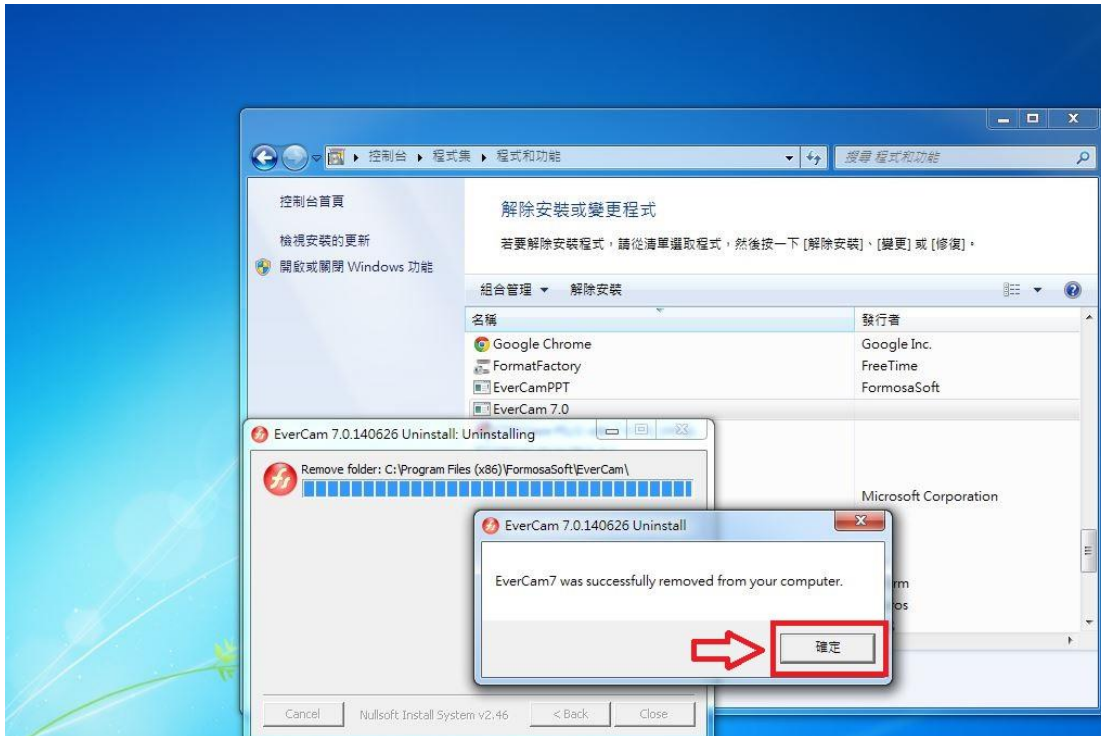 控制台 ▸ 程式集 ▸ 程式和功能
搜尋 程式和功能
控制台首頁
檢視安裝的更新
開啟或關閉 Windows 功能
解除安裝或變更程式
若要解除安裝程式，請從清單選取程式，然後按一下 [解除安裝]、[變更] 或 [修復]。
組合管理 解除安裝
名稱 發行者
Google Chrome Google Inc.
FormatFactory FreeTime
EverCamPPT FormosaSoft
EverCam 7.0
Microsoft Corporation
EverCam 7.0.140626 Uninstall: Uninstalling
Remove folder: C:\Program Files (x86)\FormosaSoft\EverCam\
EverCam 7.0.140626 Uninstall
EverCam7 was successfully removed from your computer.
確定
rm
ros
Cancel Nullsoft Install System v2.46 < Back Close